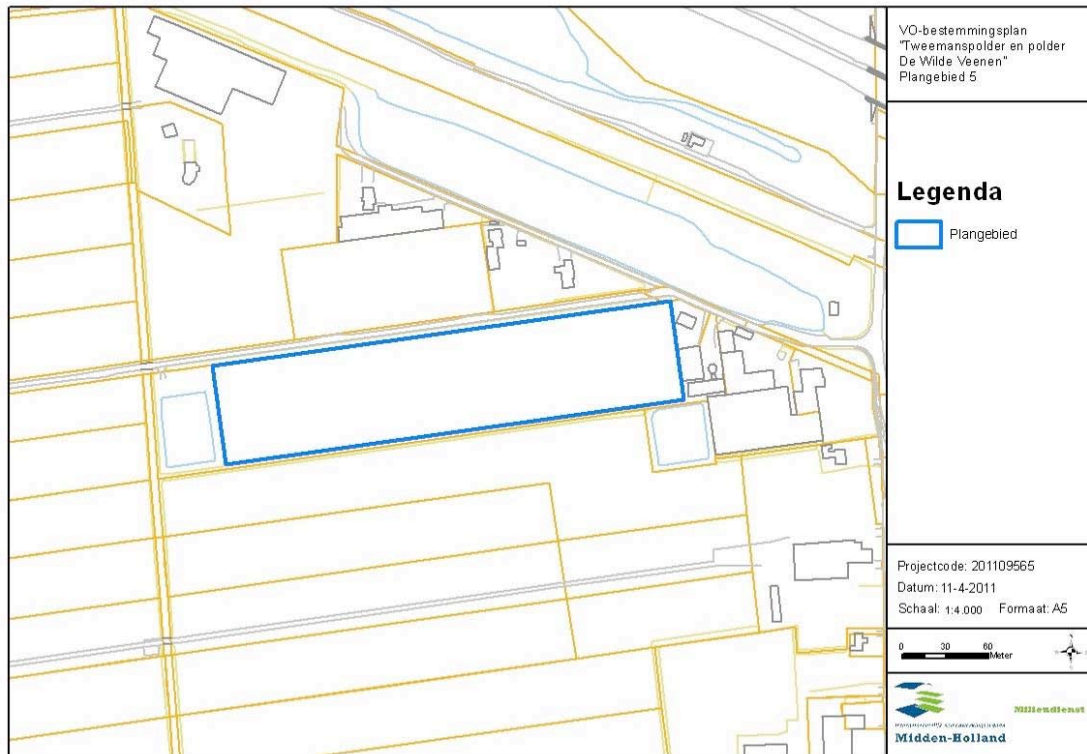 VO-bestemmingsplan
"Tweemanspolder en polder
De Wilde Veenen"
Plangebied 5
Legenda
Plangebied
Projectcode: 201109565
Datum: 11-4-2011
Schaal: 1:4.000 Formaat: A5
0 30 60 Meter
Milieudienst
Midden-Holland